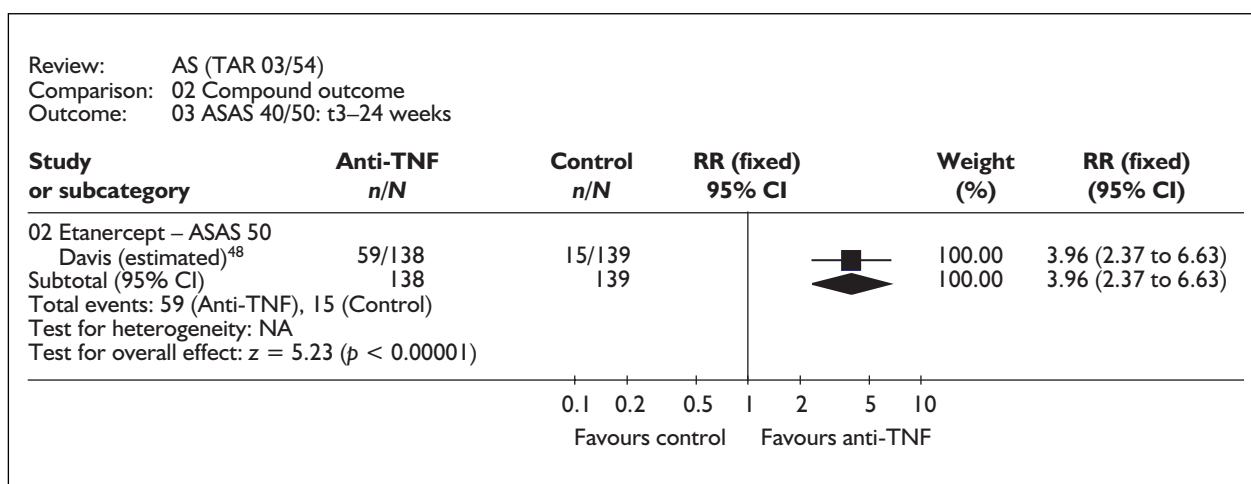 Review: AS (TAR 03/54)
Comparison: 02 Compound outcome
Outcome: 03 ASAS 40/50: t3–24 weeks
Study Anti-TNF Control RR (fixed) Weight RR (fixed)
or subcategory n/N n/N 95% CI (%) (95% CI)
02 Etanercept – ASAS 50
Davis (estimated)48 59/138 15/139 100.00 3.96 (2.37 to 6.63)
Subtotal (95% CI) 138 139 100.00 3.96 (2.37 to 6.63)
Total events: 59 (Anti-TNF), 15 (Control)
Test for heterogeneity: NA
Test for overall effect: z = 5.23 (p < 0.00001)
0.1 0.2 0.5 1 2 5 10
Favours control Favours anti-TNF